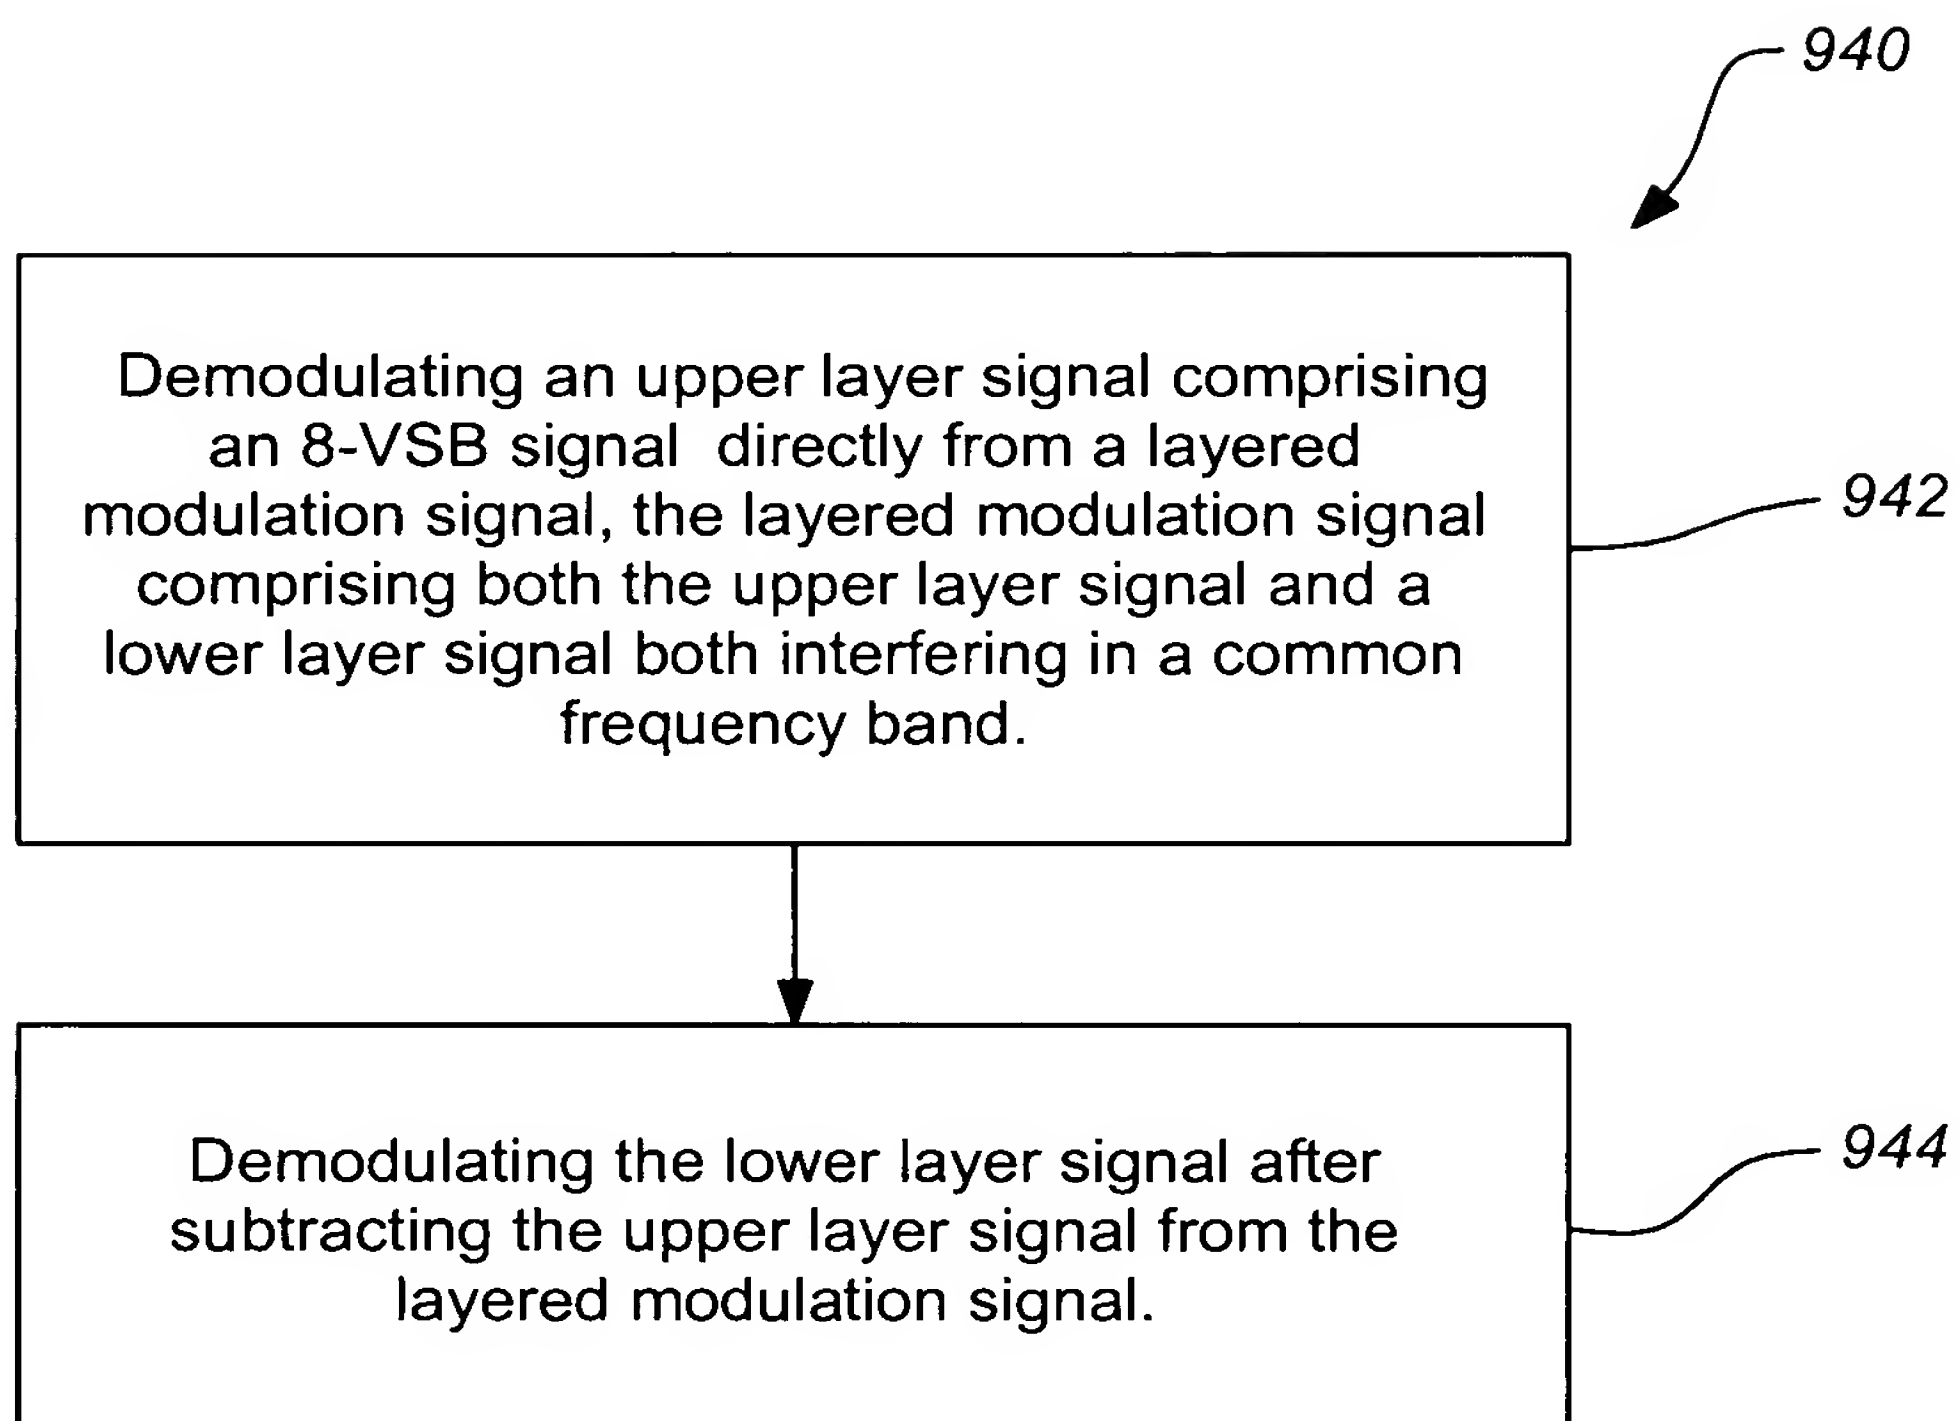 940
Demodulating an upper layer signal comprising
an 8-VSB signal directly from a layered
modulation signal, the layered modulation signal
comprising both the upper layer signal and a
lower layer signal both interfering in a common
frequency band.
942
Demodulating the lower layer signal after
subtracting the upper layer signal from the
layered modulation signal.
944